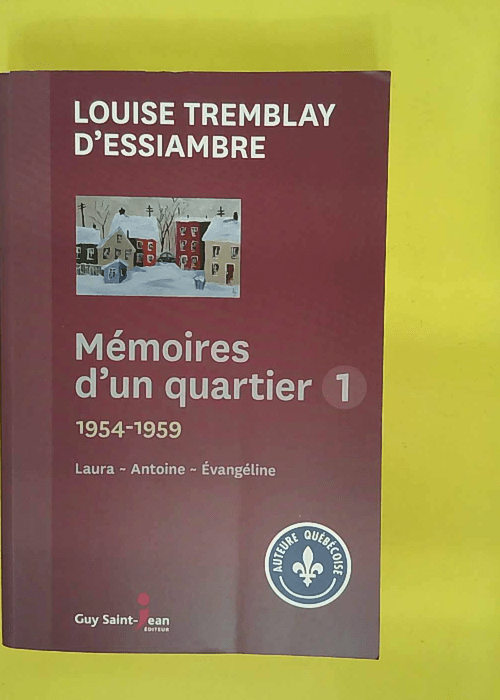 LOUISE TREMBLAY
D'ESSIAMBRE
Mémoires
d'un quartier 1
1954-1959
Laura ~ Antoine ~ Évangéline
AUTEURE QUÉBÉCOISE
Guy Saint-Jean
ÉDITEUR